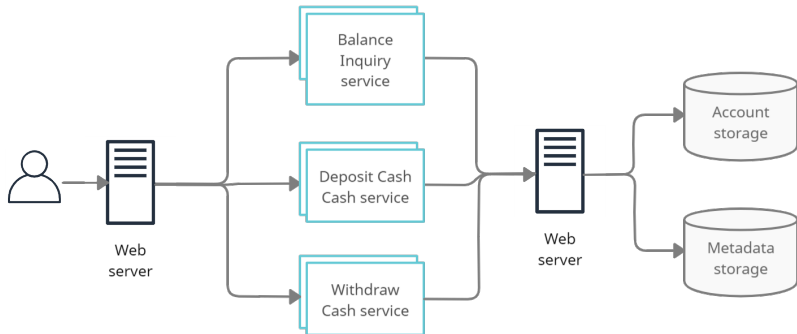 Balance
Inquiry
service
Account
storage
Deposit Cash
Cash service
Web
server
Web
server
Metadata
storage
Withdraw
Cash service